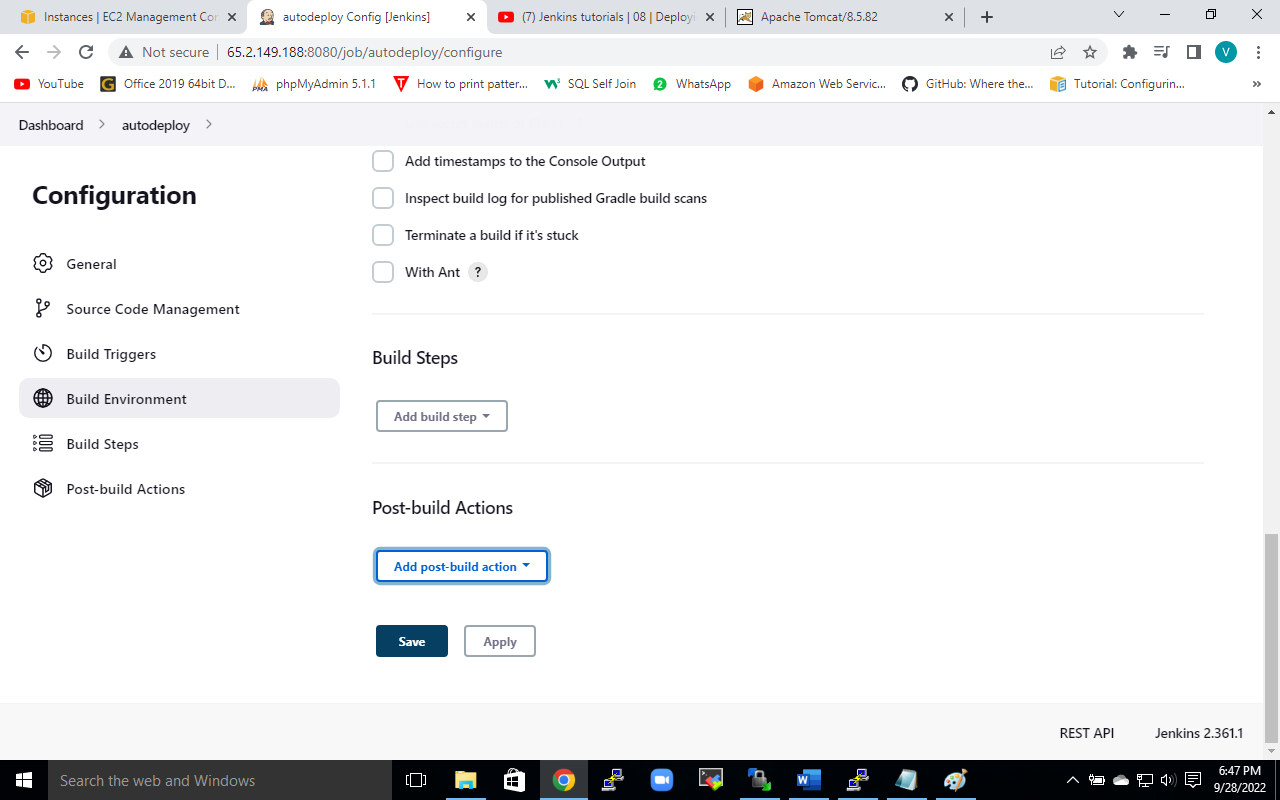 Instances | EC2 Management Con
autodeploy Config [Jenkins]
(7) Jenkins tutorials | 08 | Deployi
Apache Tomcat/8.5.82
Not secure
65.2.149.188:8080/job/autodeploy/configure
V
YouTube
G
Office 2019 64bit D...
PMA
phpMyAdmin 5.1.1
How to print patter...
SQL Self Join
2
WhatsApp
Amazon Web Servic...
GitHub: Where the...
Tutorial: Configurin...
»
Dashboard
autodeploy
Configuration
General
Source Code Management
Build Triggers
Build Environment
Build Steps
Post-build Actions
Add timestamps to the Console Output
Inspect build log for published Gradle build scans
Terminate a build if it's stuck
With Ant ?
Build Steps
Add build step
Post-build Actions
Add post-build action
Save
Apply
REST API
Jenkins 2.361.1
Search the web and Windows
6:47 PM
9/28/2022